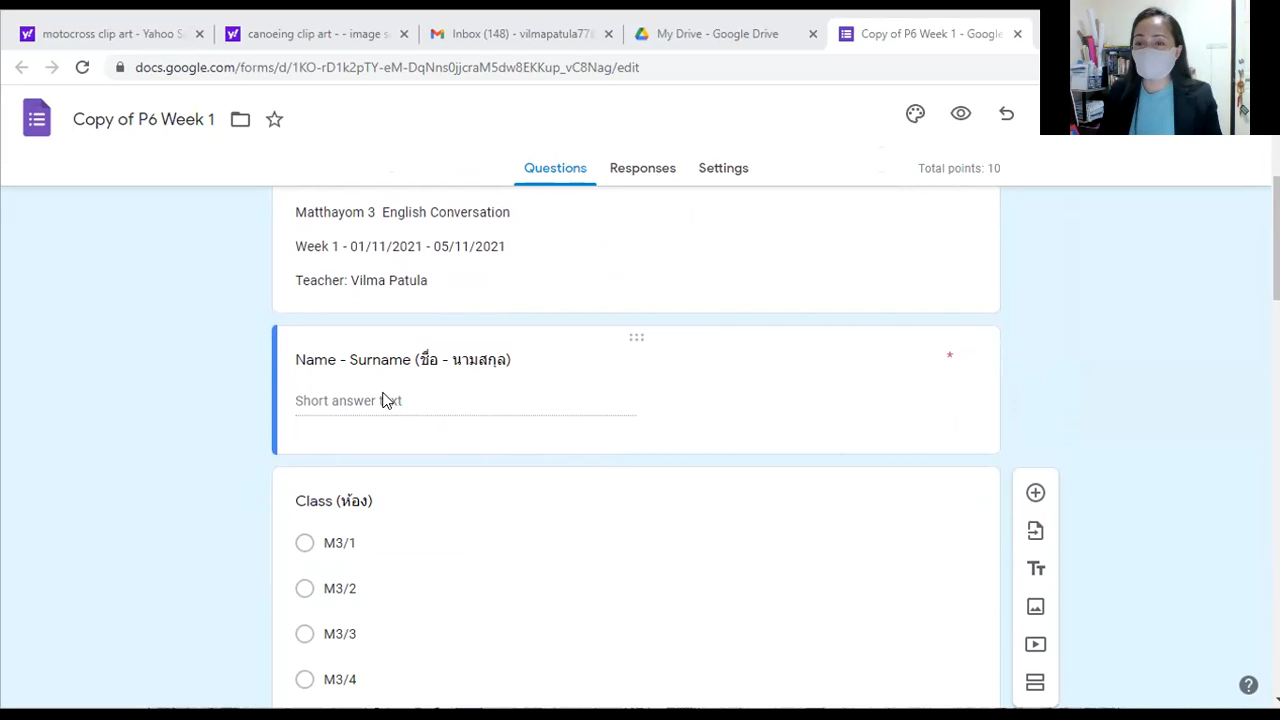 motocross clip art - Yahoo S
canoeing clip art - - image s
Inbox (148) - vilmapatula778
My Drive - Google Drive
Copy of P6 Week 1 - Google
docs.google.com/forms/d/1KO-rD1k2pTY-eM-DqNns0jjcraM5dw8EKKup_vC8Nag/edit
Copy of P6 Week 1
Questions
Responses
Settings
Total points: 10
Matthayom 3 English Conversation
Week 1 - 01/11/2021 - 05/11/2021
Teacher: Vilma Patula
Name - Surname (ชื่อ - นามสกุล)
*
Short answer text
Class (ห้อง)
M3/1
M3/2
M3/3
M3/4